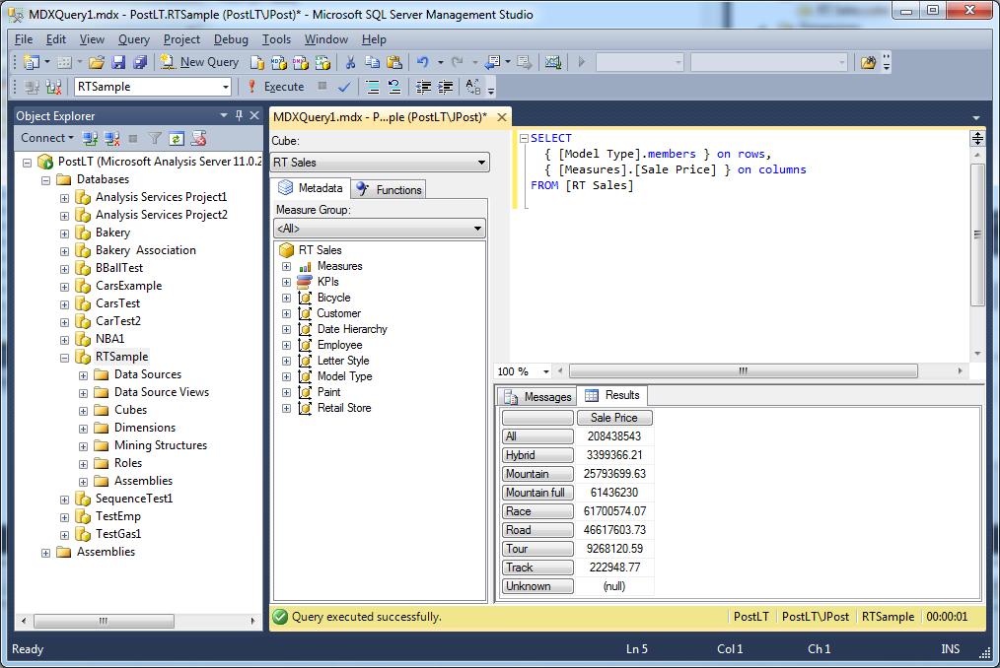 MDXQuery1.mdx - PostLT.RTSample (PostLT\JPost)* - Microsoft SQL Server Management Studio
File Edit View Query Project Debug Tools Window Help
New Query
RTSample Execute
Object Explorer
Connect
PostLT (Microsoft Analysis Server 11.0.2
Databases
Analysis Services Project1
Analysis Services Project2
Bakery
Bakery Association
BBallTest
CarsExample
CarsTest
CarTest2
NBA1
RTSample
Data Sources
Data Source Views
Cubes
Dimensions
Mining Structures
Roles
Assemblies
SequenceTest1
TestEmp
TestGas1
Assemblies
MDXQuery1.mdx - P...ple (PostLT\JPost)*
Cube:
RT Sales
Metadata Functions
Measure Group:
<All>
RT Sales
Measures
KPIs
Bicycle
Customer
Date Hierarchy
Employee
Letter Style
Model Type
Paint
Retail Store
SELECT
{ [Model Type].members } on rows,
{ [Measures].[Sale Price] } on columns
FROM [RT Sales]
100 %
Messages Results
Sale Price
All 208438543
Hybrid 3399366.21
Mountain 25793699.63
Mountain full 61436230
Race 61700574.07
Road 46617603.73
Tour 9268120.59
Track 222948.77
Unknown (null)
Query executed successfully. PostLT PostLT\JPost RTSample 00:00:01
Ready Ln 5 Col 1 Ch 1 INS